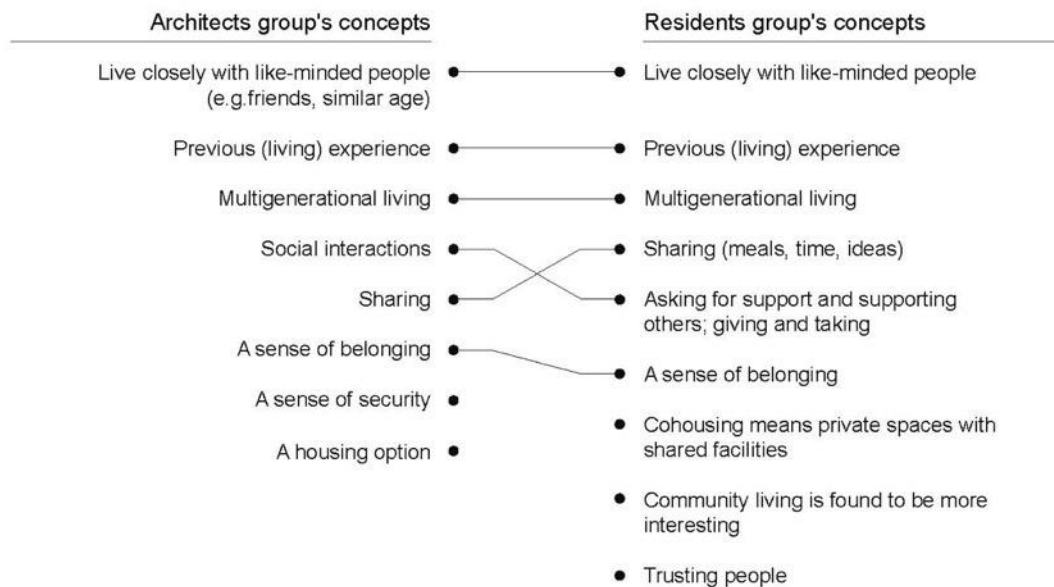 Architects group's concepts
Live closely with like-minded people
(e.g.friends, similar age)
Previous (living) experience
Multigenerational living
Social interactions
Sharing
A sense of belonging
A sense of security
A housing option
Residents group's concepts
Live closely with like-minded people
Previous (living) experience
Multigenerational living
Sharing (meals, time, ideas)
Asking for support and supporting
others; giving and taking
A sense of belonging
Cohousing means private spaces with
shared facilities
Community living is found to be more
interesting
Trusting people